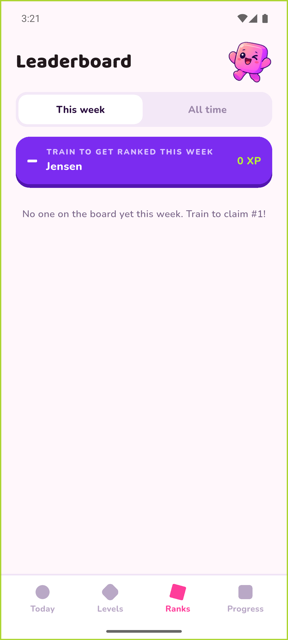 3:21
Leaderboard
This week
All time
TRAIN TO GET RANKED THIS WEEK
Jensen
0 XP
No one on the board yet this week. Train to claim #1!
Today
Levels
Ranks
Progress